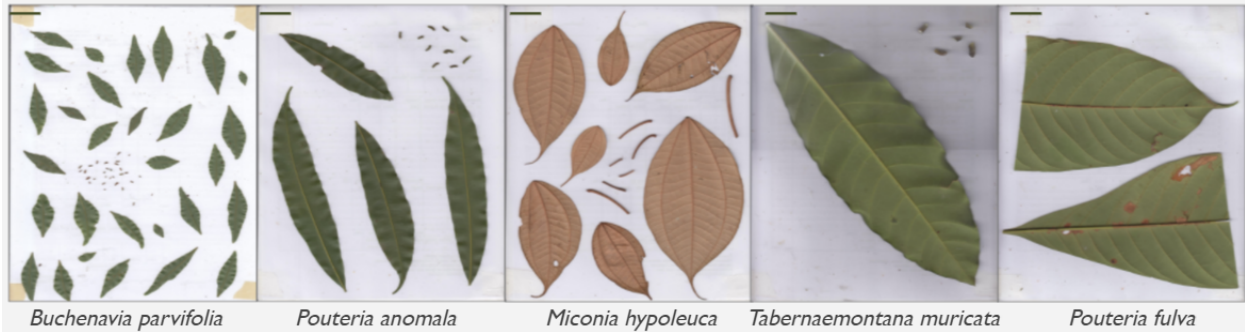 Buchenavia parvifolia
Pouteria anomala
Miconia hypoleuca
Tabernaemontana muricata
Pouteria fulva